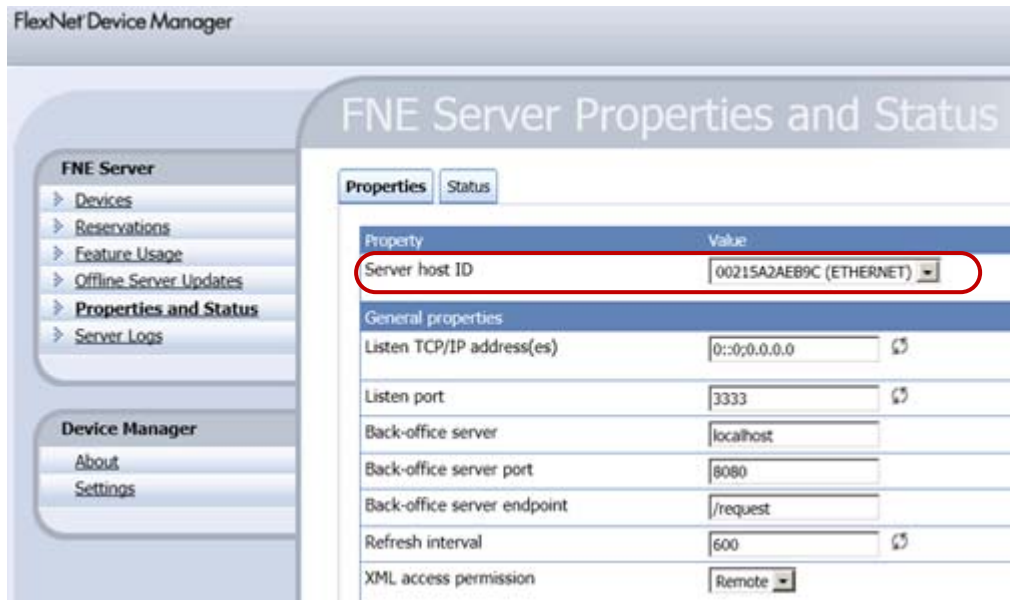 FlexNet Device Manager
FNE Server Properties and Status
FNE Server
Devices
Reservations
Feature Usage
Offline Server Updates
Properties and Status
Server Logs
Device Manager
About
Settings
Properties Status
Property Value
Server host ID 00215A2AEB9C (ETHERNET)
General properties
Listen TCP/IP address(es) 0::0;0.0.0.0
Listen port 3333
Back-office server localhost
Back-office server port 8080
Back-office server endpoint /request
Refresh interval 600
XML access permission Remote